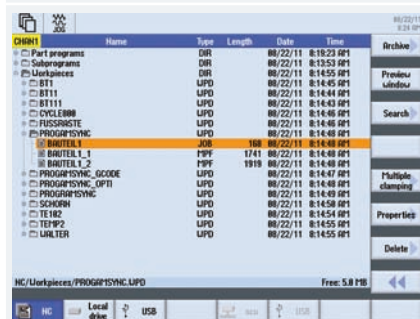 08/22/11
8:24 AM
CHAN1 Name Type Length Date Time
Part programs DIR 08/22/11 8:19:23 AM
Subprograms DIR 08/22/11 8:13:53 AM
Workpieces DIR 08/22/11 8:14:55 AM
BT1 WPD 08/22/11 8:14:45 AM
BT11 WPD 08/22/11 8:14:44 AM
BT111 WPD 08/22/11 8:14:43 AM
CYCLE800 WPD 08/22/11 8:14:46 AM
FUSSRASTE WPD 08/22/11 8:14:46 AM
PROGAMSYNC WPD 08/22/11 8:14:48 AM
BAUTEIL1 JOB 160 08/22/11 8:14:48 AM
BAUTEIL1_1 MPF 1741 08/22/11 8:14:48 AM
BAUTEIL1_2 MPF 1919 08/22/11 8:14:48 AM
PROGAMSYNC_GCODE WPD 08/22/11 8:14:47 AM
PROGAMSYNC_OPTI WPD 08/22/11 8:14:48 AM
PROGRAMSYNC WPD 08/22/11 8:14:49 AM
SCHORN WPD 08/22/11 8:14:50 AM
TE102 WPD 08/22/11 8:14:54 AM
TEMP2 WPD 08/22/11 8:14:55 AM
WALTER WPD 08/22/11 8:14:55 AM
NC/Workpieces/PROGAMSYNC.WPD Free: 5.0 MB
Archive
Preview
window
Search
Multiple
clamping
Properties
Delete
NC
Local
drive
USB
USB